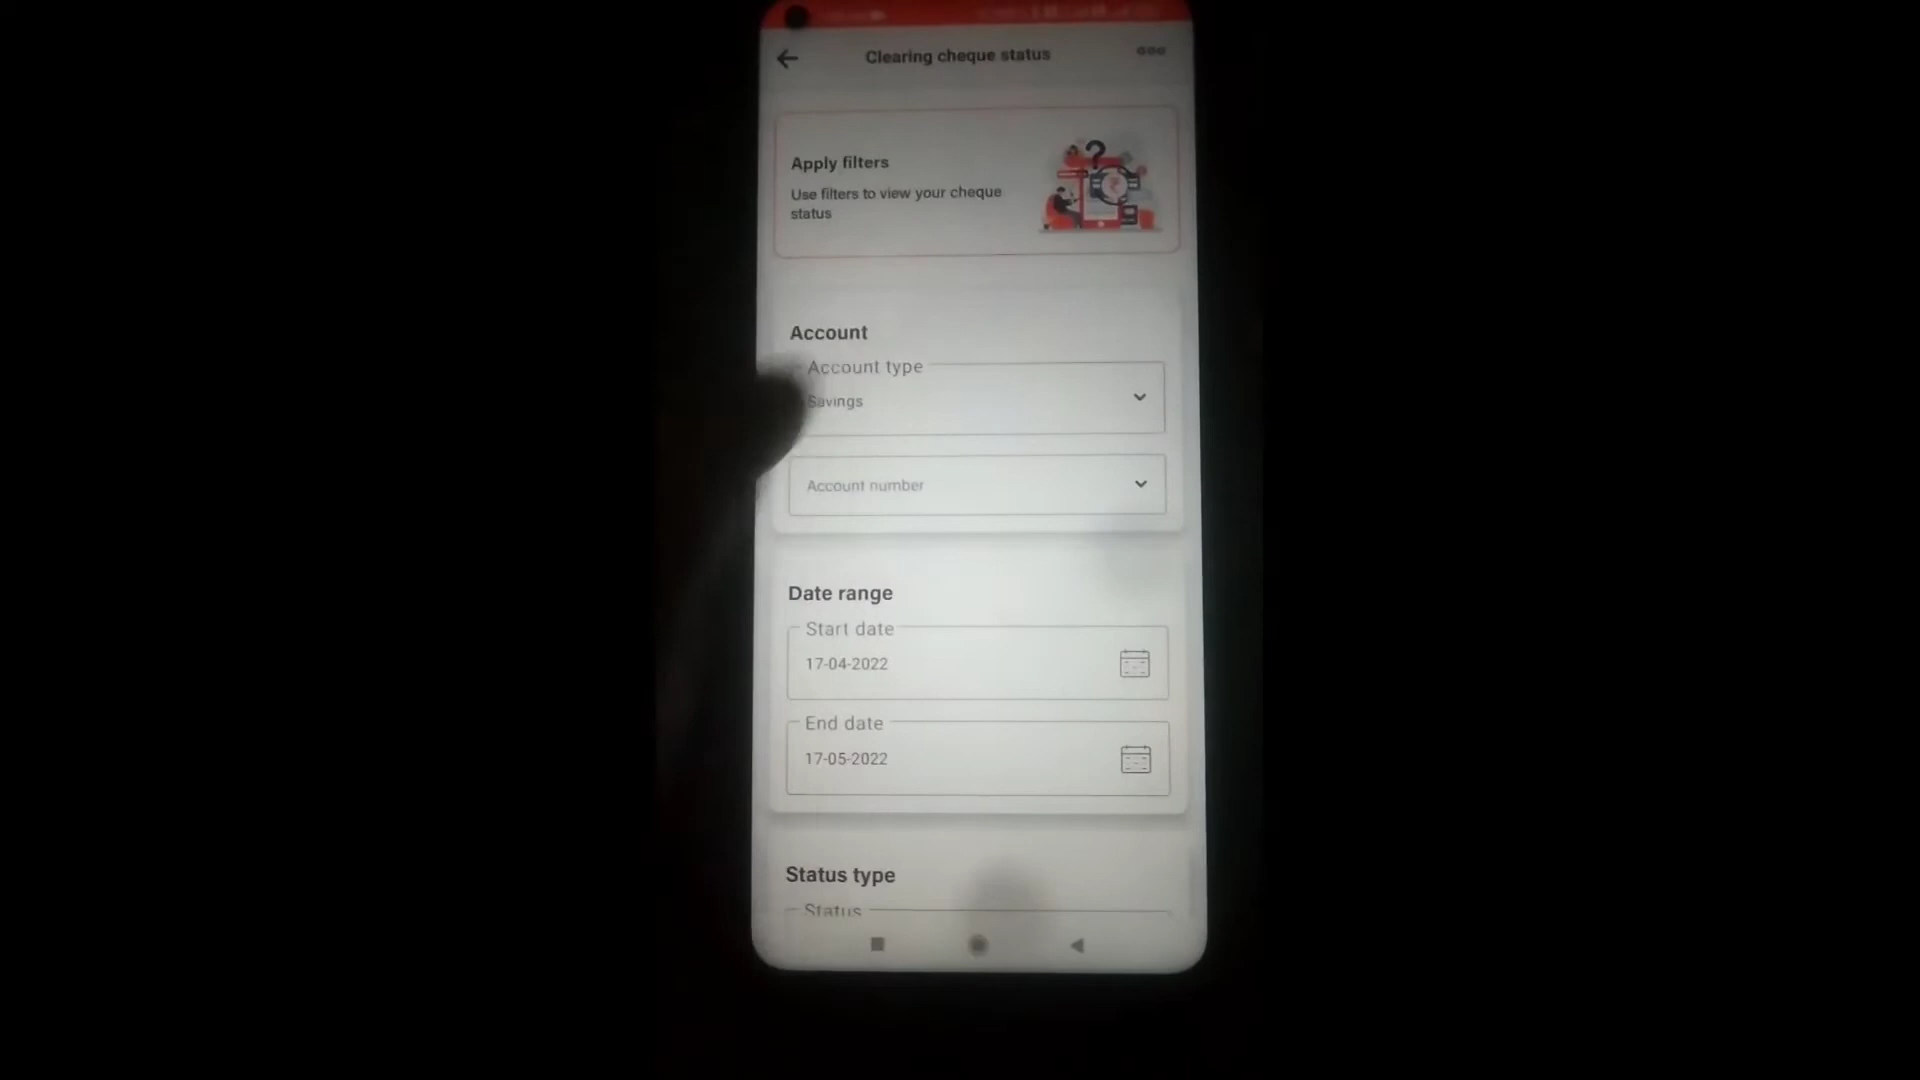 Clearing cheque status
Apply filters
Use filters to view your cheque
status
Account
Account type
Savings
Account number
Date range
Start date
17-04-2022
End date
17-05-2022
Status type
Status